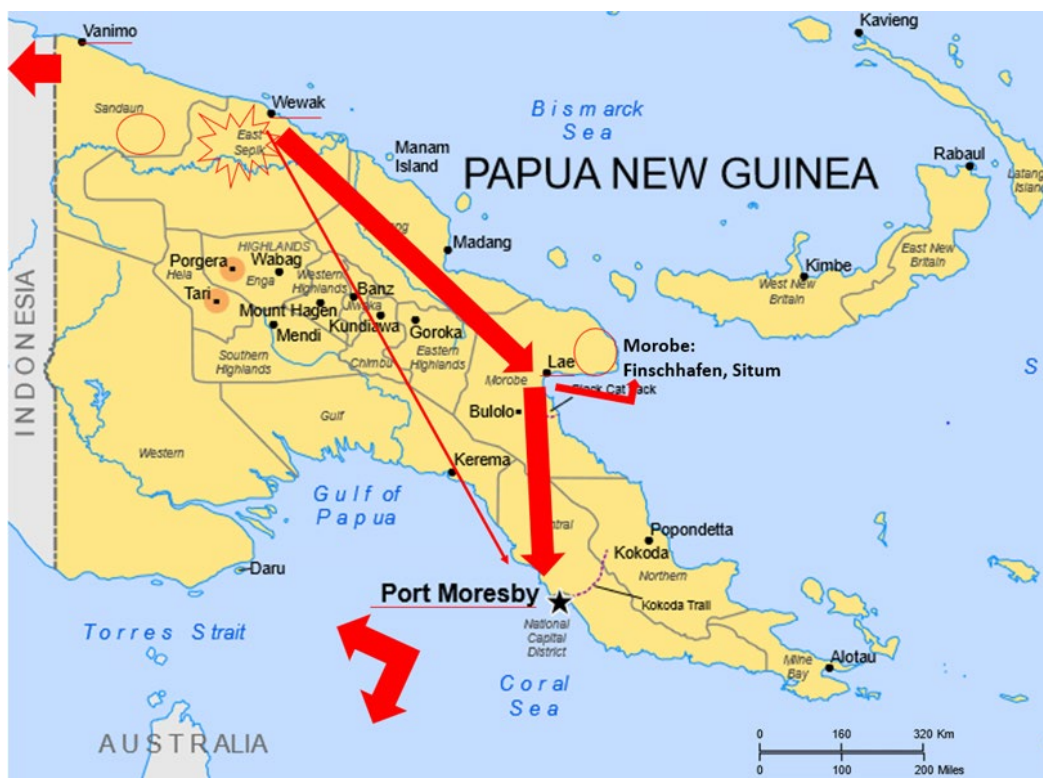 Vanimo
Kavieng
Sandaun
Wewak
East
Sepik
Bismarck
Sea
Manam
Island
PAPUA NEW GUINEA
Rabaul
Madang
HIGHLANDS
Porgera
Wabag
Hela
Enga
Western
Highlands
Banz
Tari
Mount Hagen
Kundiawa
Mendi
Goroka
Chimbu
Eastern
Highlands
Southern
Highlands
East New
Britain
Kimbe
West New
Britain
Lae
Morobe:
Finschhafen, Situm
Morobe
Bulolo
INDONESIA
Western
Gulf
Kerema
Gulf of
Papua
Popondetta
Kokoda
Northern
Kokoda Trail
Daru
Port Moresby
National
Capital
District
Torres Strait
Coral
Sea
Milne
Bay
Alotau
AUSTRALIA
0 160 320 Km
0 100 200 Miles
S